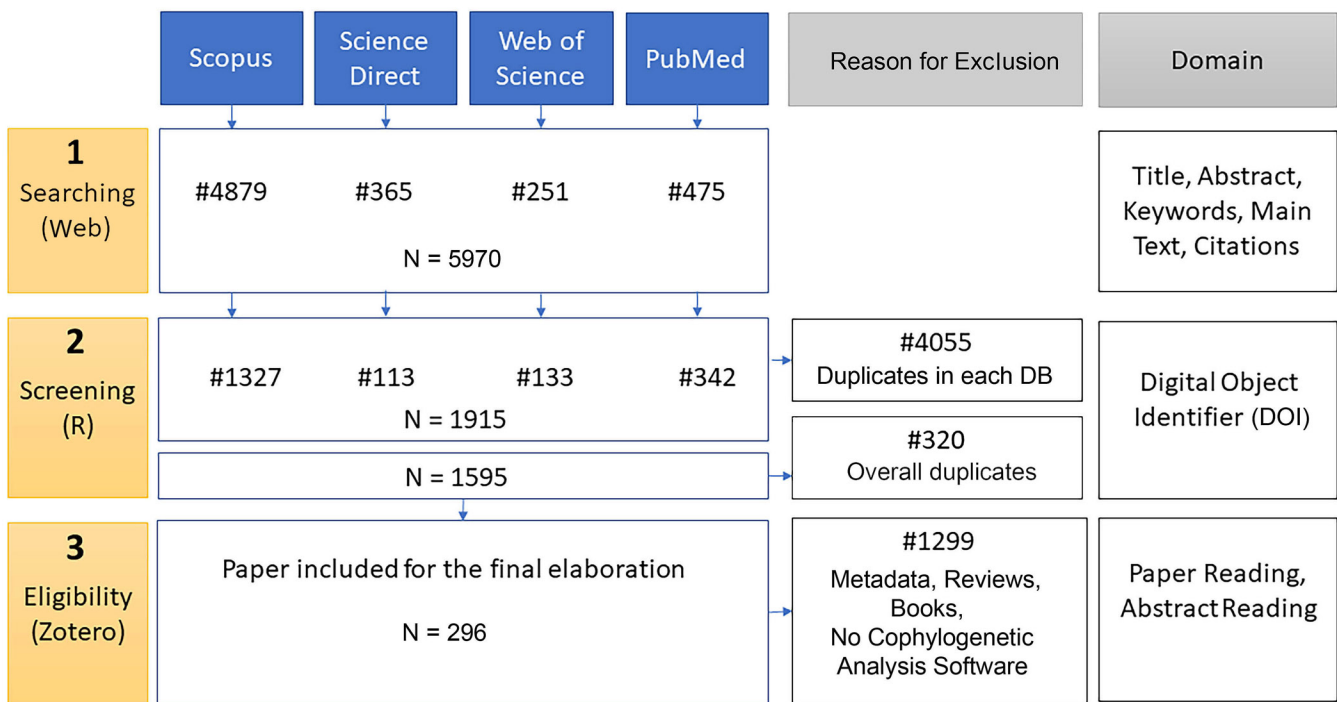 Scopus
Science
Direct
Web of
Science
PubMed
Reason for Exclusion
Domain
1
Searching
(Web)
#4879
#365
#251
#475
N = 5970
Title, Abstract,
Keywords, Main
Text, Citations
2
Screening
(R)
#1327
#113
#133
#342
N = 1915
#4055
Duplicates in each DB
Digital Object
Identifier (DOI)
N = 1595
#320
Overall duplicates
3
Eligibility
(Zotero)
Paper included for the final elaboration
N = 296
#1299
Metadata, Reviews,
Books,
No Cophylogenetic
Analysis Software
Paper Reading,
Abstract Reading